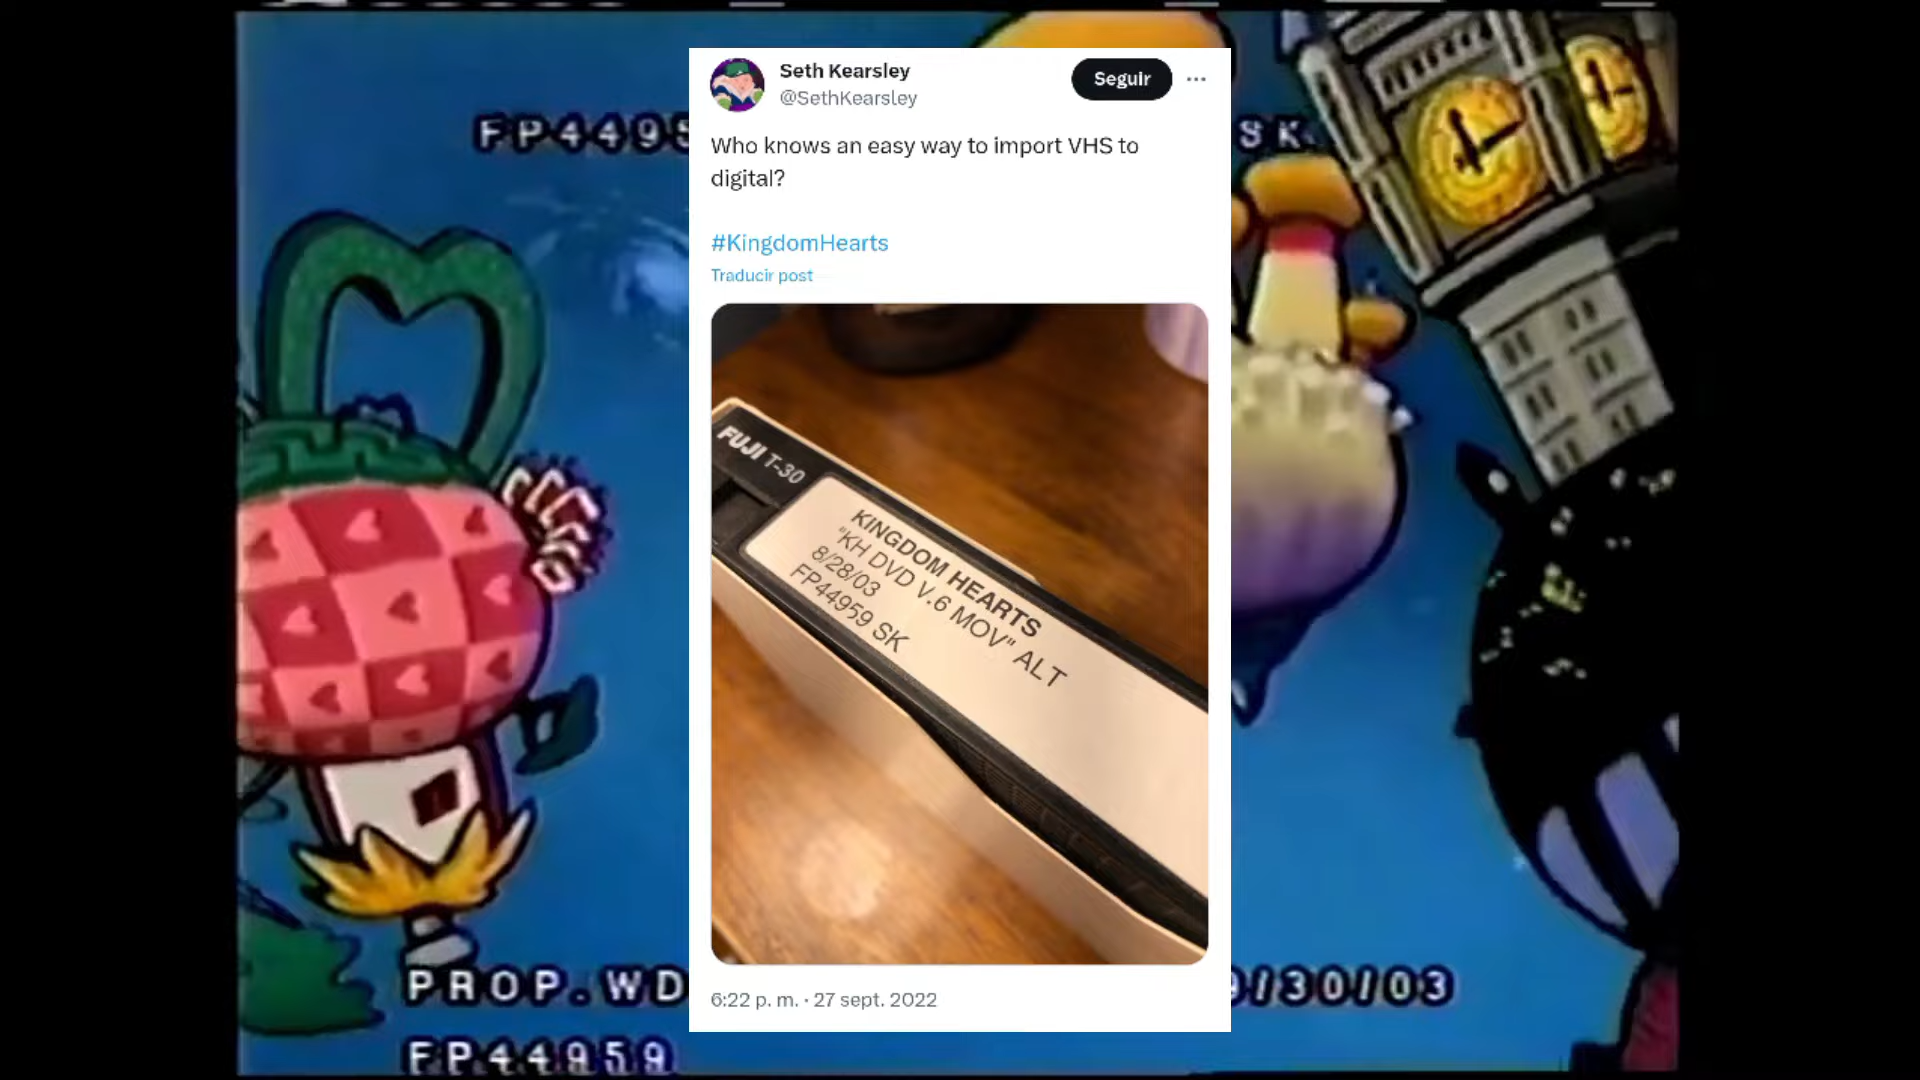 Seth Kearsley
@SethKearsley
Seguir
Who knows an easy way to import VHS to
digital?
#KingdomHearts
Traducir post
FUJI T-30
KINGDOM HEARTS
"KH DVD V.6 MOV" ALT
8/28/03
FP44959 SK
6:22 p. m. · 27 sept. 2022
FP4495
SK
PROP.WD
/30/03
FP44959